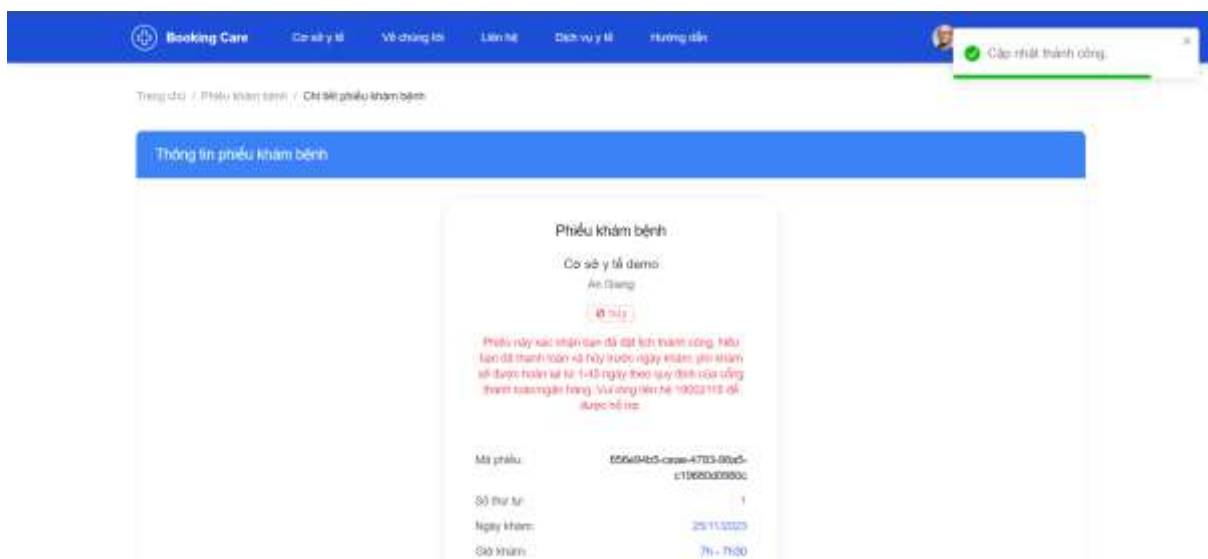 Booking Care Cơ sở y tế Về chúng tôi Liên hệ Dịch vụ y tế Hướng dẫn
Cập nhật thành công.
Trang chủ / Phiếu khám bệnh / Chi tiết phiếu khám bệnh
Thông tin phiếu khám bệnh
Phiếu khám bệnh
Cơ sở y tế demo
An Giang
Hủy
Phiếu này xác nhận bạn đã đặt lịch thành công. Nếu
bạn đã thanh toán và hủy trước ngày khám, phí khám
sẽ được hoàn lại từ 1-45 ngày theo quy định của cổng
thanh toán/ngân hàng. Vui lòng liên hệ để
được hỗ trợ
Mã phiếu:
Số thứ tự: 1
Ngày khám: 25/11/2023
Giờ khám: 7h - 7h30